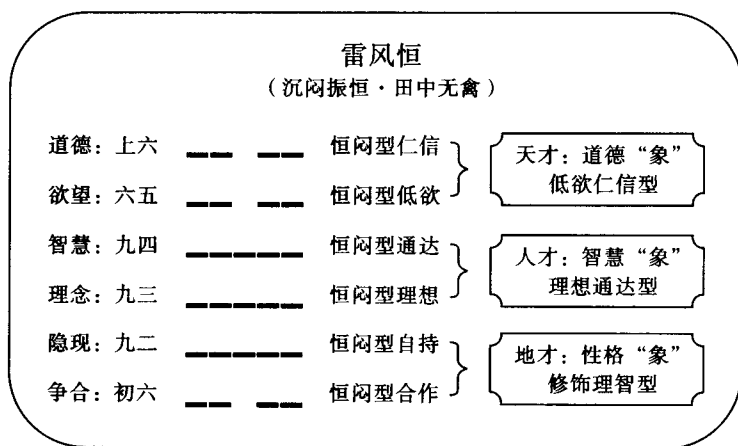 雷风恒
（沉闷振恒·田中无禽）
道德：上六 恒闷型仁信
欲望：六五 恒闷型低欲
天才：道德“象”
低欲仁信型
智慧：九四 恒闷型通达
理念：九三 恒闷型理想
人才：智慧“象”
理想通达型
隐现：九二 恒闷型自持
争合：初六 恒闷型合作
地才：性格“象”
修饰理智型